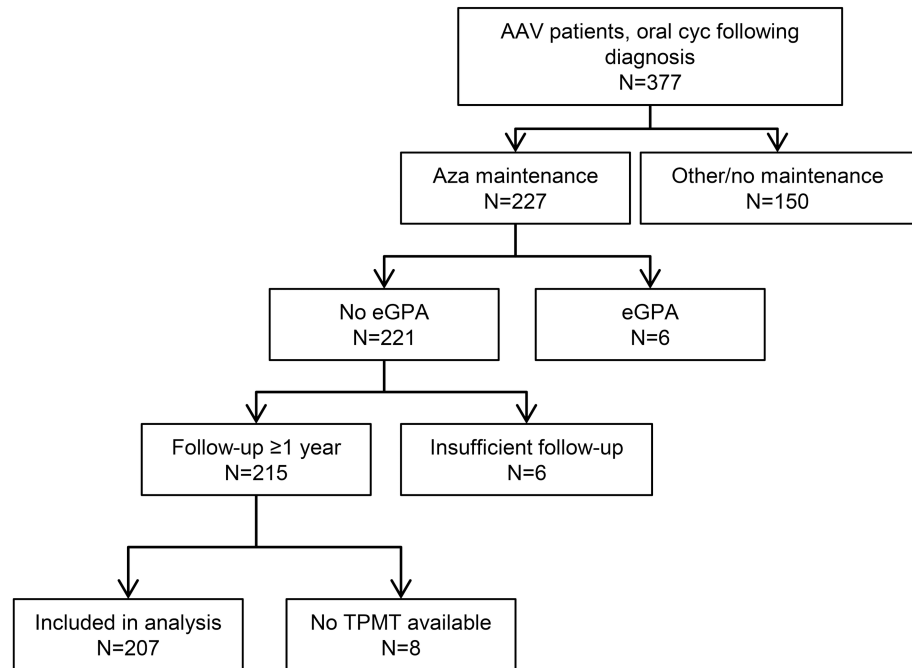 AAV patients, oral cyc following
diagnosis
N=377
Aza maintenance
N=227
Other/no maintenance
N=150
No eGPA
N=221
eGPA
N=6
Follow-up ≥1 year
N=215
Insufficient follow-up
N=6
Included in analysis
N=207
No TPMT available
N=8